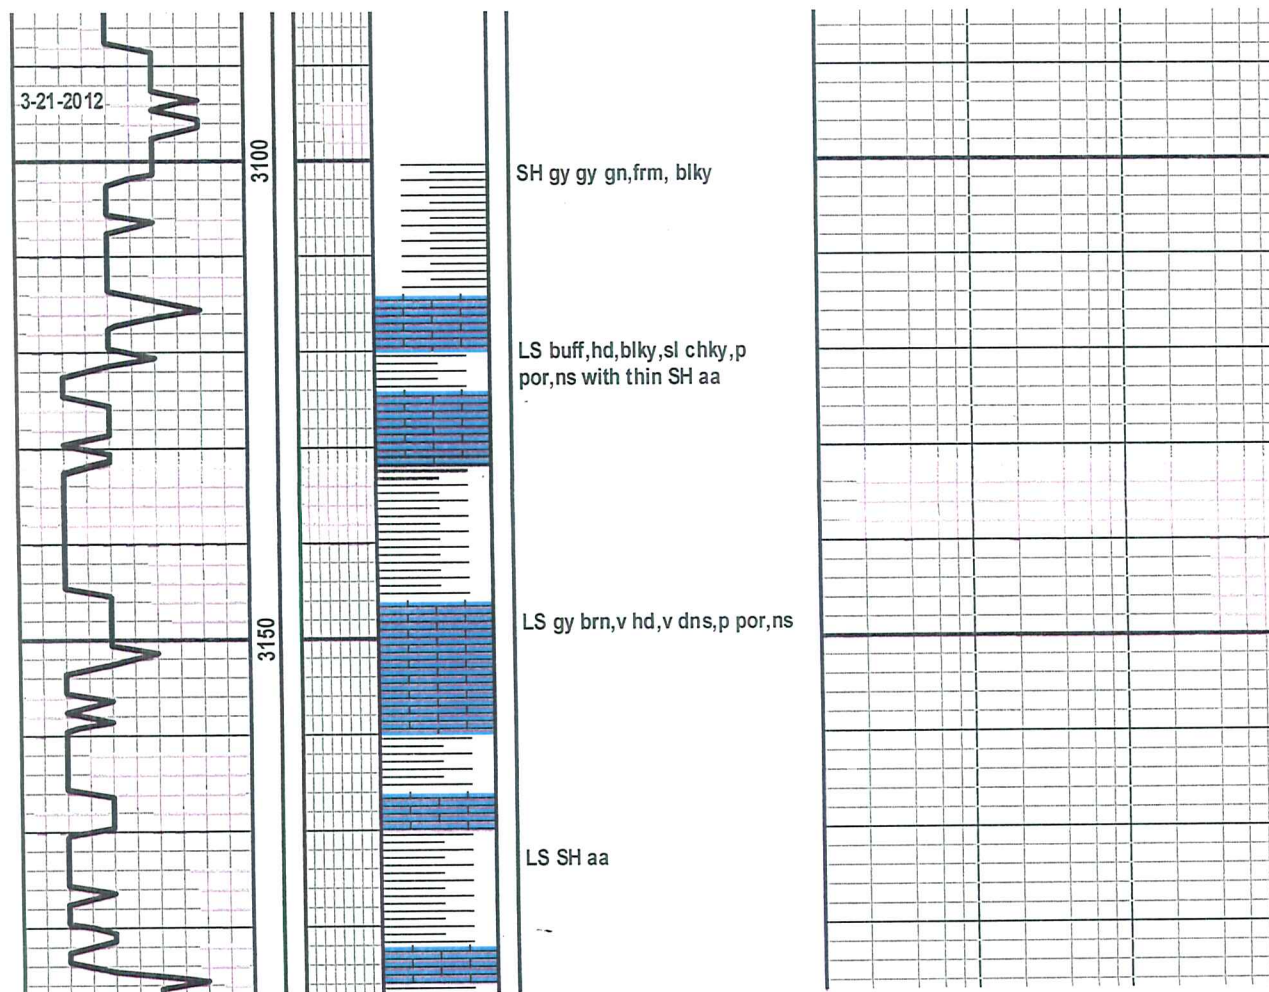 3-21-2012
3100
SH gy gy gn,frm, blky
LS buff,hd,blky,sl chky,p
por,ns with thin SH aa
LS gy brn,v hd,v dns,p por,ns
3150
LS SH aa